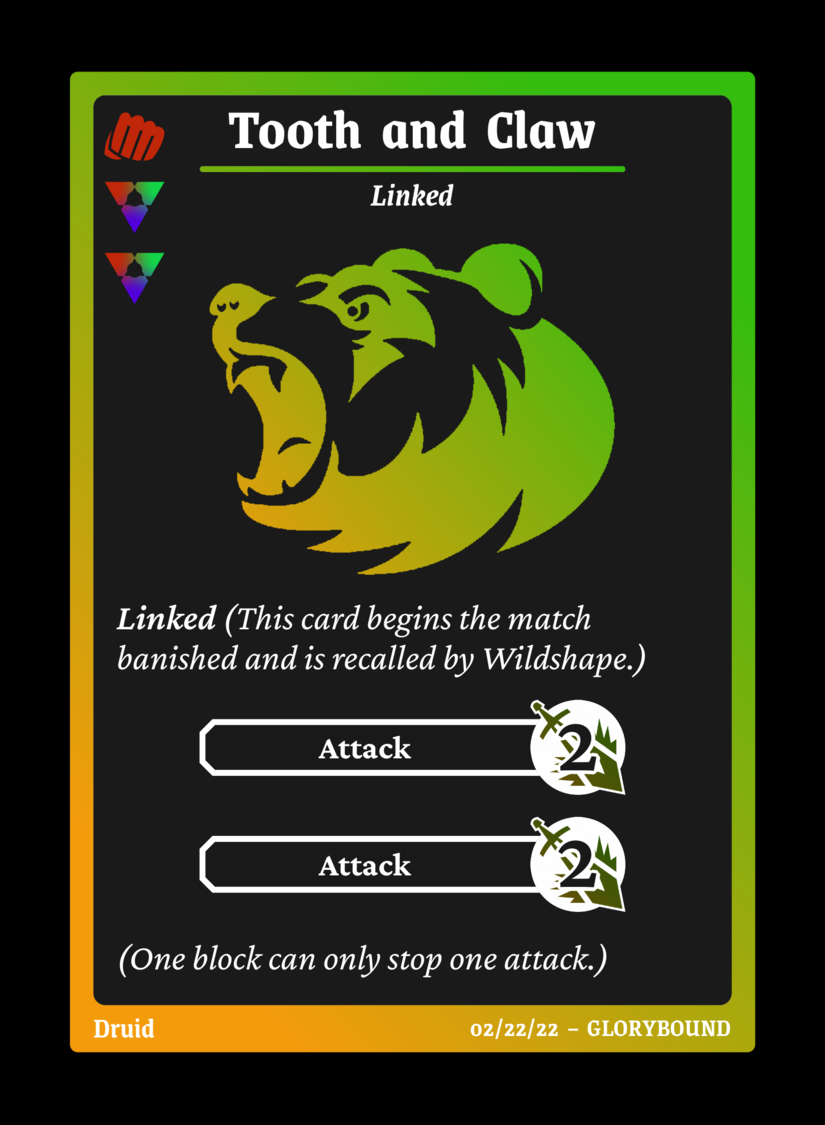 Tooth and Claw
Linked
Linked (This card begins the match
banished and is recalled by Wildshape.)
Attack 2
Attack 2
(One block can only stop one attack.)
Druid 02/22/22 – GLORYBOUND